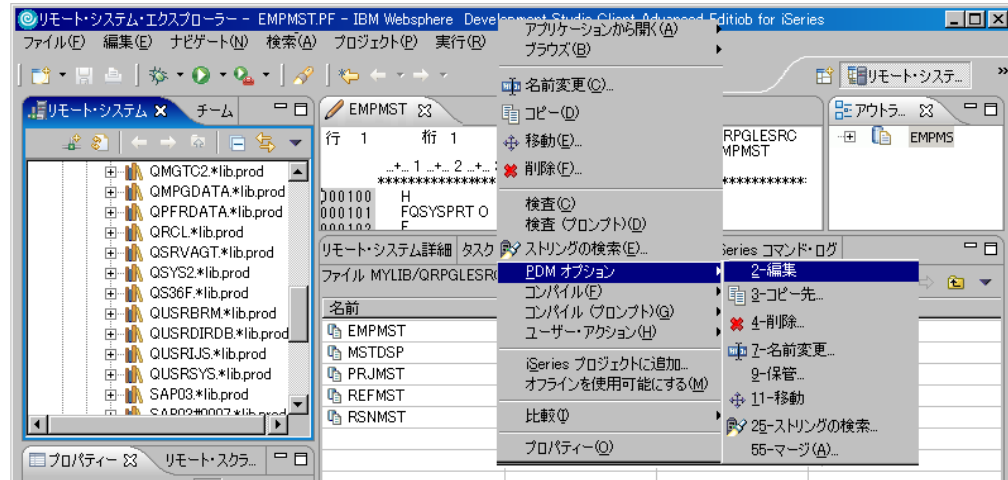 リモート・システム・エクスプローラー - EMPMST.PF - IBM Websphere Development Studio Client Advanced Editiob for iSeries
ファイル(F) 編集(E) ナビゲート(N) 検索(A) プロジェクト(P) 実行(R)
リモート・システ...
リモート・システム チーム
QMGTC2.*lib.prod
QMPGDATA.*lib.prod
QPFRDATA.*lib.prod
QRCL.*lib.prod
QSRVAGT.*lib.prod
QSYS2.*lib.prod
QS36F.*lib.prod
QUSRBRM.*lib.prod
QUSRDIRDB.*lib.prod
QUSRIJS.*lib.prod
QUSRSYS.*lib.prod
SAP03.*lib.prod
プロパティー リモート・スクラ...
EMPMST
行 1 桁 1
RPGLESRC
MPMST
...+... 1 ...+... 2 ...+...
000100 H
000101 FQSYSPRT O
000102 F
アウトラ...
EMPMS
リモート・システム詳細 タスク
Series コマンド・ログ
ファイル MYLIB/QRPGLESR
名前
EMPMST
MSTDSP
PRJMST
REFMST
RSNMST
アプリケーションから開く(A)
ブラウズ(B)
名前変更(C)...
コピー(D)
移動(E)...
削除(F)...
検査(C)
検査 (プロンプト)(D)
ストリングの検索(E)...
PDM オプション
コンパイル(F)
コンパイル (プロンプト)(G)
ユーザー・アクション(H)
iSeries プロジェクトに追加...
オフラインを使用可能にする(M)
比較(I)
プロパティー(O)
2-編集
3-コピー先...
4-削除...
7-名前変更...
9-保管...
11-移動
25-ストリングの検索...
55-マージ(A)...